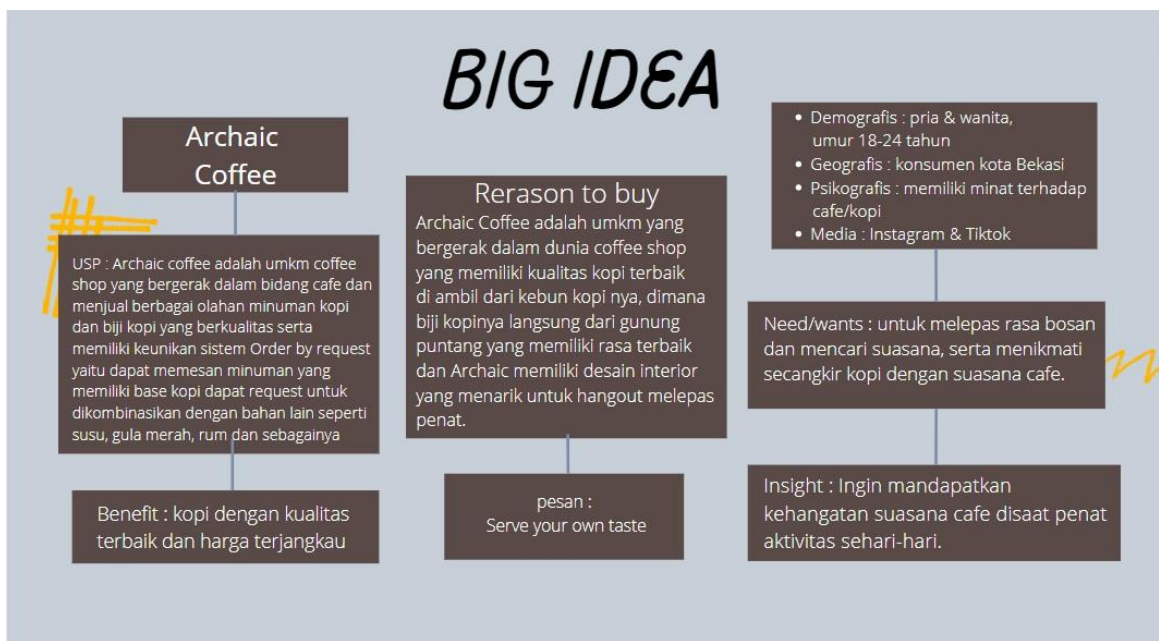 BIG IDEA
Archaic
Coffee
USP : Archaic coffee adalah umkm coffee
shop yang bergerak dalam bidang cafe dan
menjual berbagai olahan minuman kopi
dan biji kopi yang berkualitas serta
memiliki keunikan sistem Order by request
yaitu dapat memesan minuman yang
memiliki base kopi dapat request untuk
dikombinasikan dengan bahan lain seperti
susu, gula merah, rum dan sebagainya
Benefit : kopi dengan kualitas
terbaik dan harga terjangkau
Rerason to buy
Archaic Coffee adalah umkm yang
bergerak dalam dunia coffee shop
yang memiliki kualitas kopi terbaik
di ambil dari kebun kopi nya, dimana
biji kopinya langsung dari gunung
puntang yang memiliki rasa terbaik
dan Archaic memiliki desain interior
yang menarik untuk hangout melepas
penat.
pesan :
Serve your own taste
• Demografis : pria & wanita,
umur 18-24 tahun
• Geografis : konsumen kota Bekasi
• Psikografis : memiliki minat terhadap
cafe/kopi
• Media : Instagram & Tiktok
Need/wants : untuk melepas rasa bosan
dan mencari suasana, serta menikmati
secangkir kopi dengan suasana cafe.
Insight : Ingin mandapatkan
kehangatan suasana cafe disaat penat
aktivitas sehari-hari.